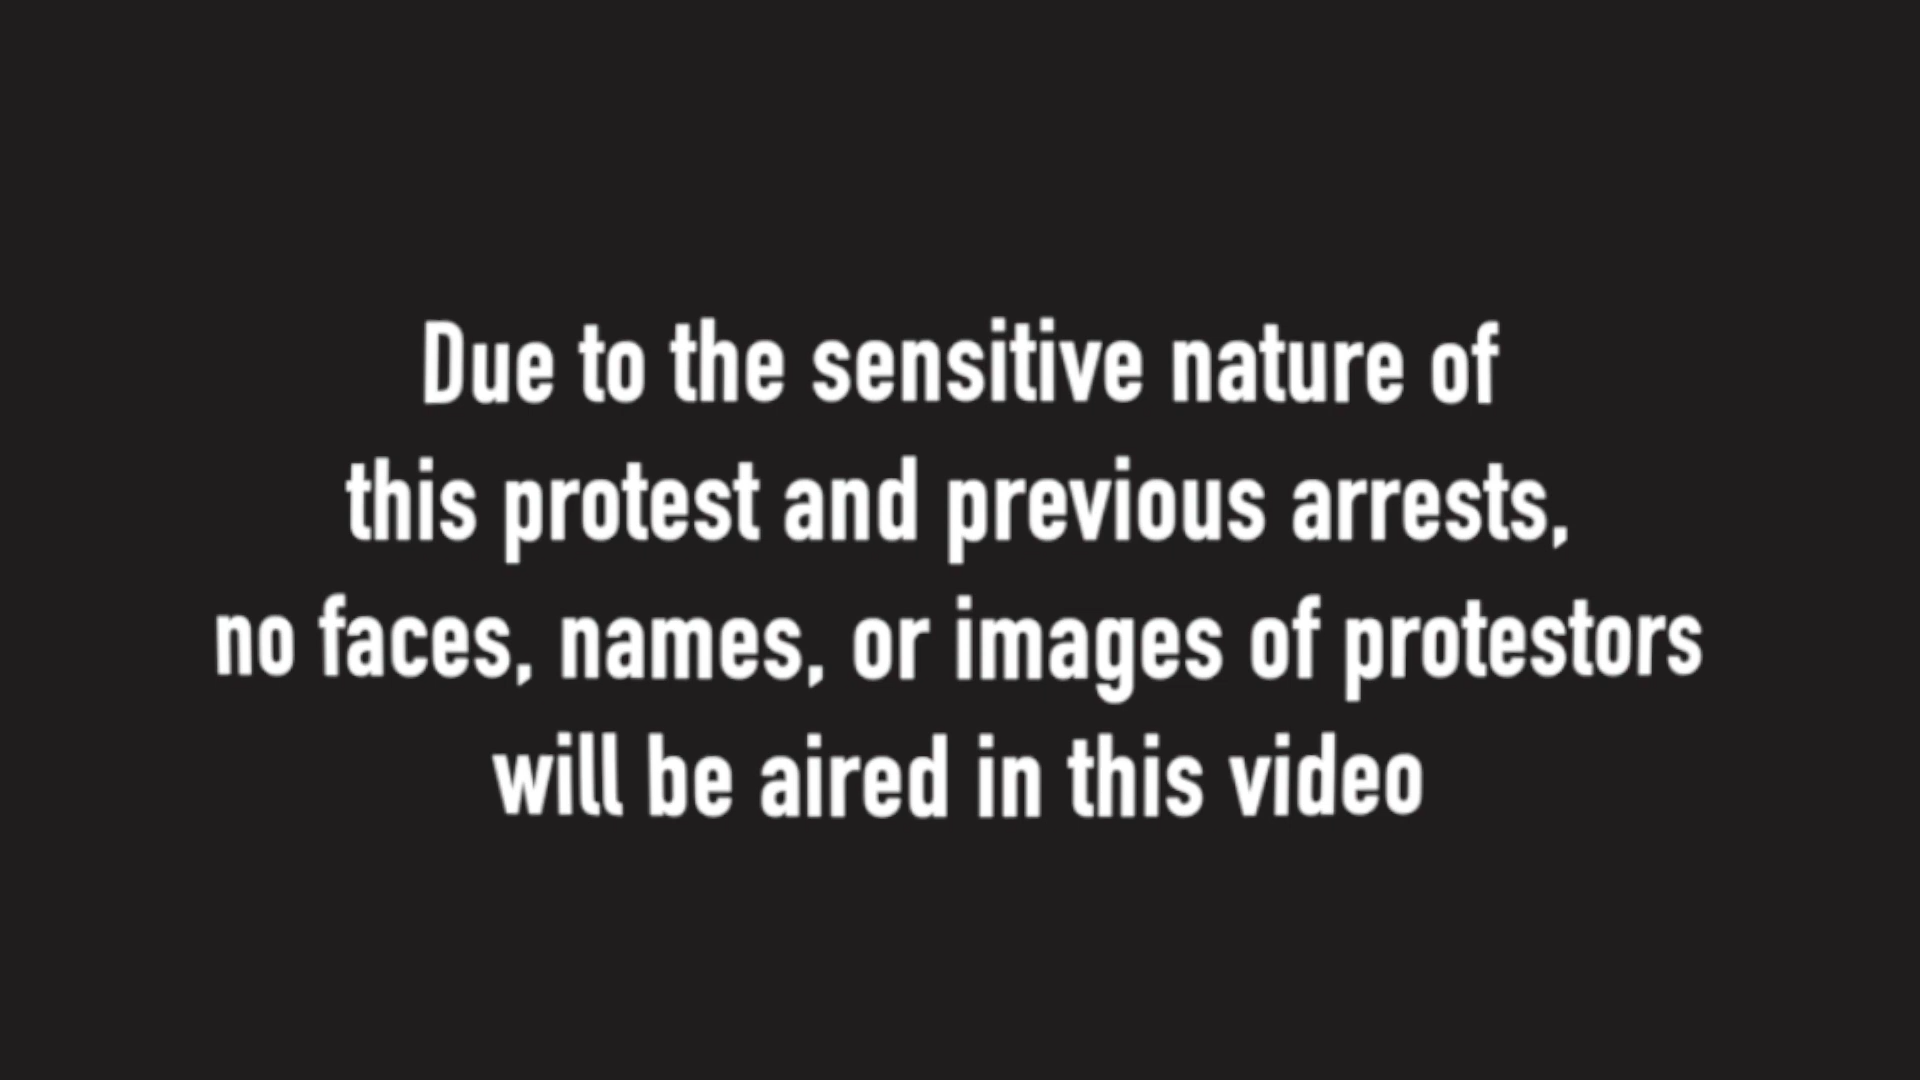 Due to the sensitive nature of
this protest and previous arrests,
no faces, names, or images of protestors
will be aired in this video